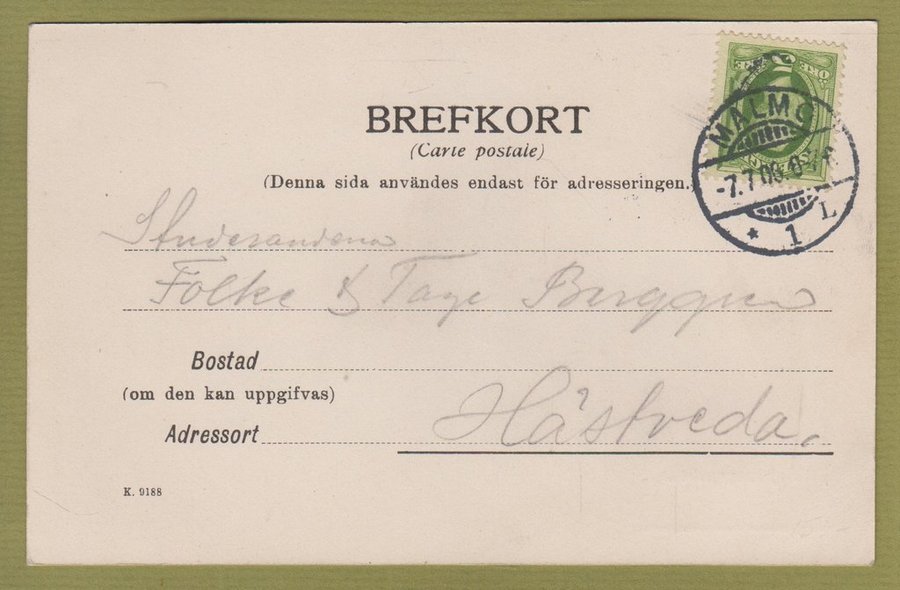 BREFKORT
(Carte postale)
(Denna sida användes endast för adresseringen.)
Studerandena
Folke & Tage Berggren
Bostad
(om den kan uppgifvas)
Hästveda.
Adressort
K. 9188
ÖRE
MALMÖ
-7.7.
1 L